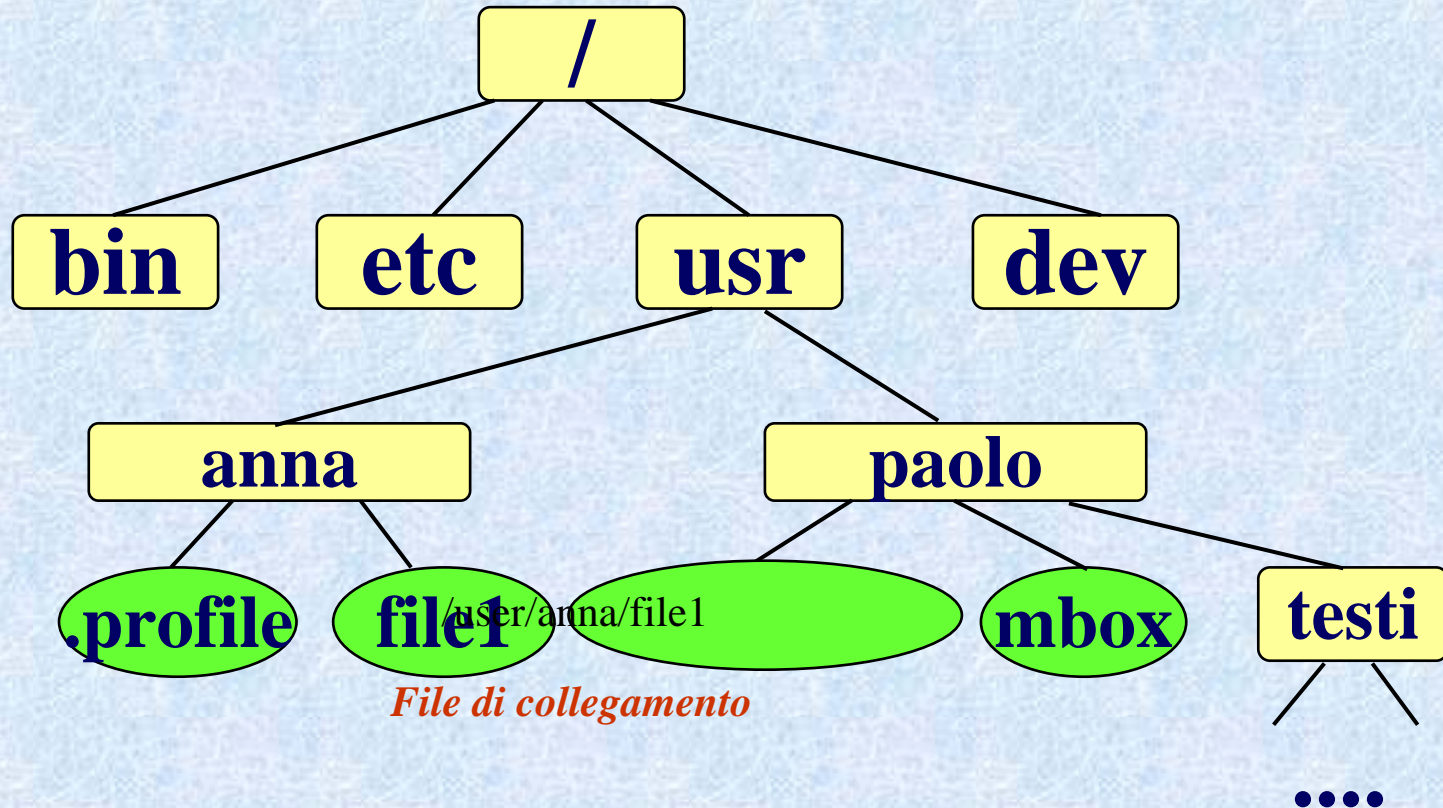 /
bin etc usr dev
anna paolo
.profile file1 /user/anna/file1 mbox testi
File di collegamento
....